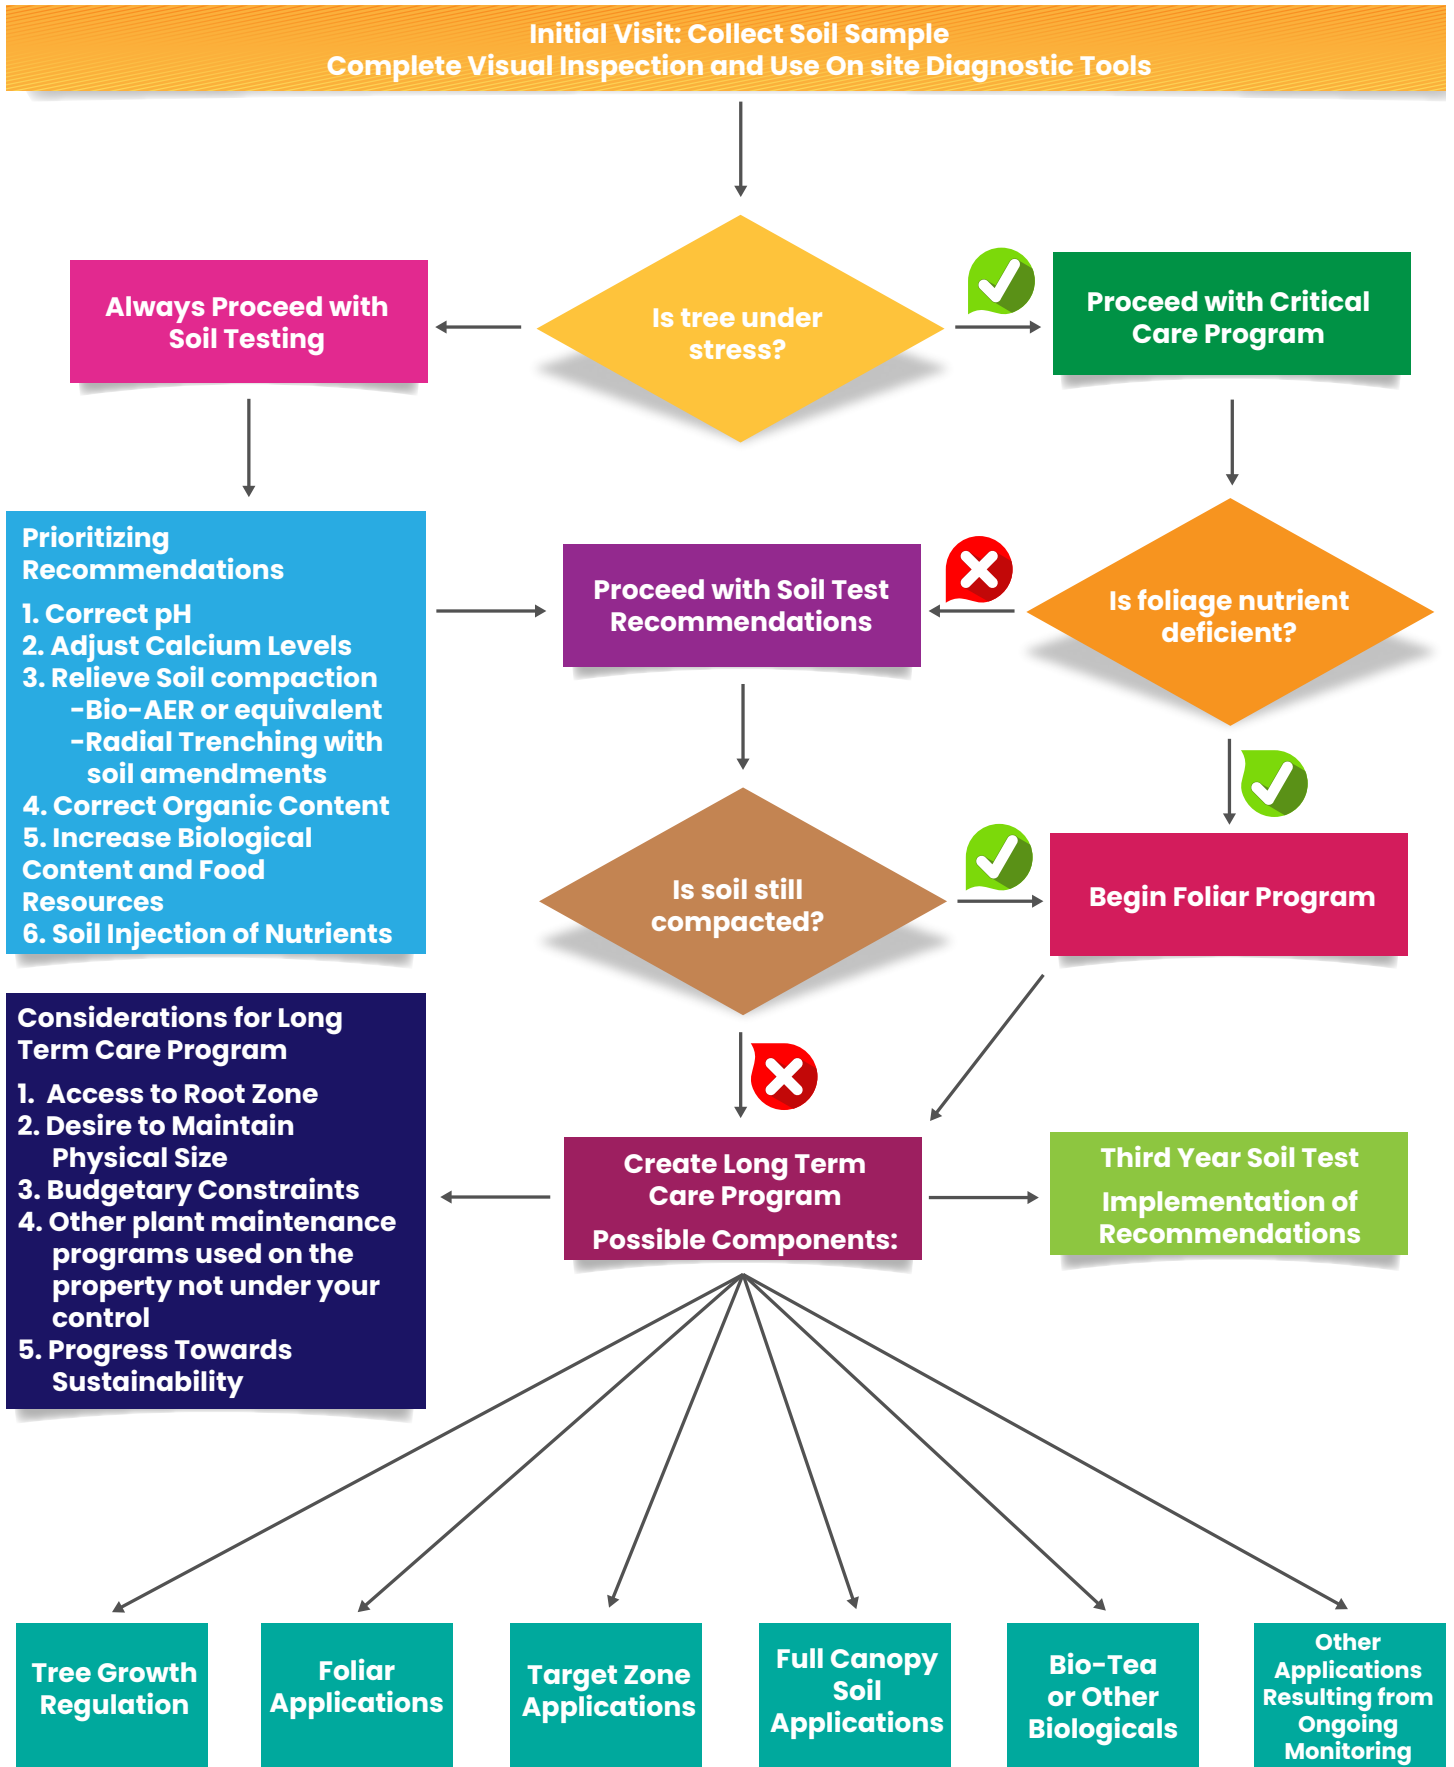 Initial Visit: Collect Soil Sample
Complete Visual Inspection and Use On site Diagnostic Tools
Always Proceed with
Soil Testing
Is tree under
stress?
Proceed with Critical
Care Program
Prioritizing
Recommendations
1. Correct pH
2. Adjust Calcium Levels
3. Relieve Soil compaction
-Bio-AER or equivalent
-Radial Trenching with
soil amendments
4. Correct Organic Content
5. Increase Biological
Content and Food
Resources
6. Soil Injection of Nutrients
Proceed with Soil Test
Recommendations
Is foliage nutrient
deficient?
Is soil still
compacted?
Begin Foliar Program
Considerations for Long
Term Care Program
1. Access to Root Zone
2. Desire to Maintain
Physical Size
3. Budgetary Constraints
4. Other plant maintenance
programs used on the
property not under your
control
5. Progress Towards
Sustainability
Create Long Term
Care Program
Possible Components:
Third Year Soil Test
Implementation of
Recommendations
Tree Growth
Regulation
Foliar
Applications
Target Zone
Applications
Full Canopy
Soil
Applications
Bio-Tea
or Other
Biologicals
Other
Applications
Resulting from
Ongoing
Monitoring